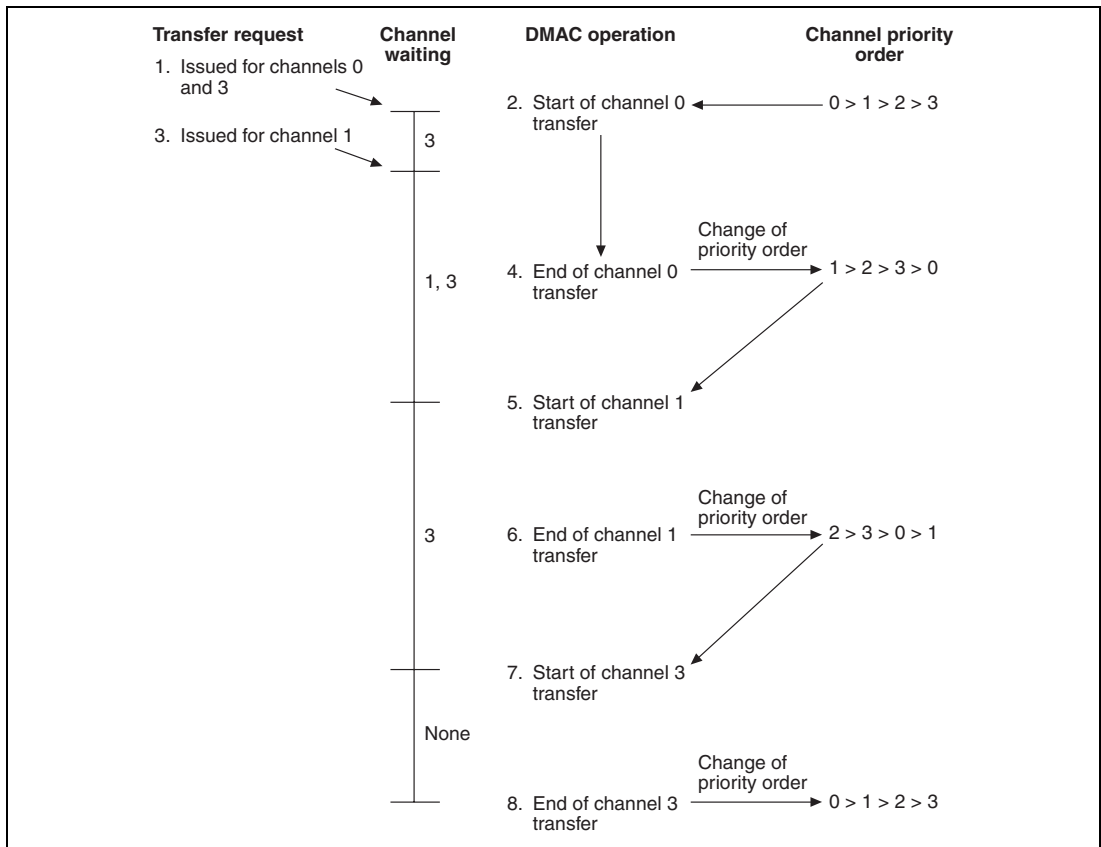 Transfer request
Channel
waiting
DMAC operation
Channel priority
order
1. Issued for channels 0
and 3
2. Start of channel 0
transfer
0 > 1 > 2 > 3
3
3. Issued for channel 1
1, 3
Change of
priority order
4. End of channel 0
transfer
1 > 2 > 3 > 0
5. Start of channel 1
transfer
3
Change of
priority order
6. End of channel 1
transfer
2 > 3 > 0 > 1
7. Start of channel 3
transfer
None
Change of
priority order
8. End of channel 3
transfer
0 > 1 > 2 > 3